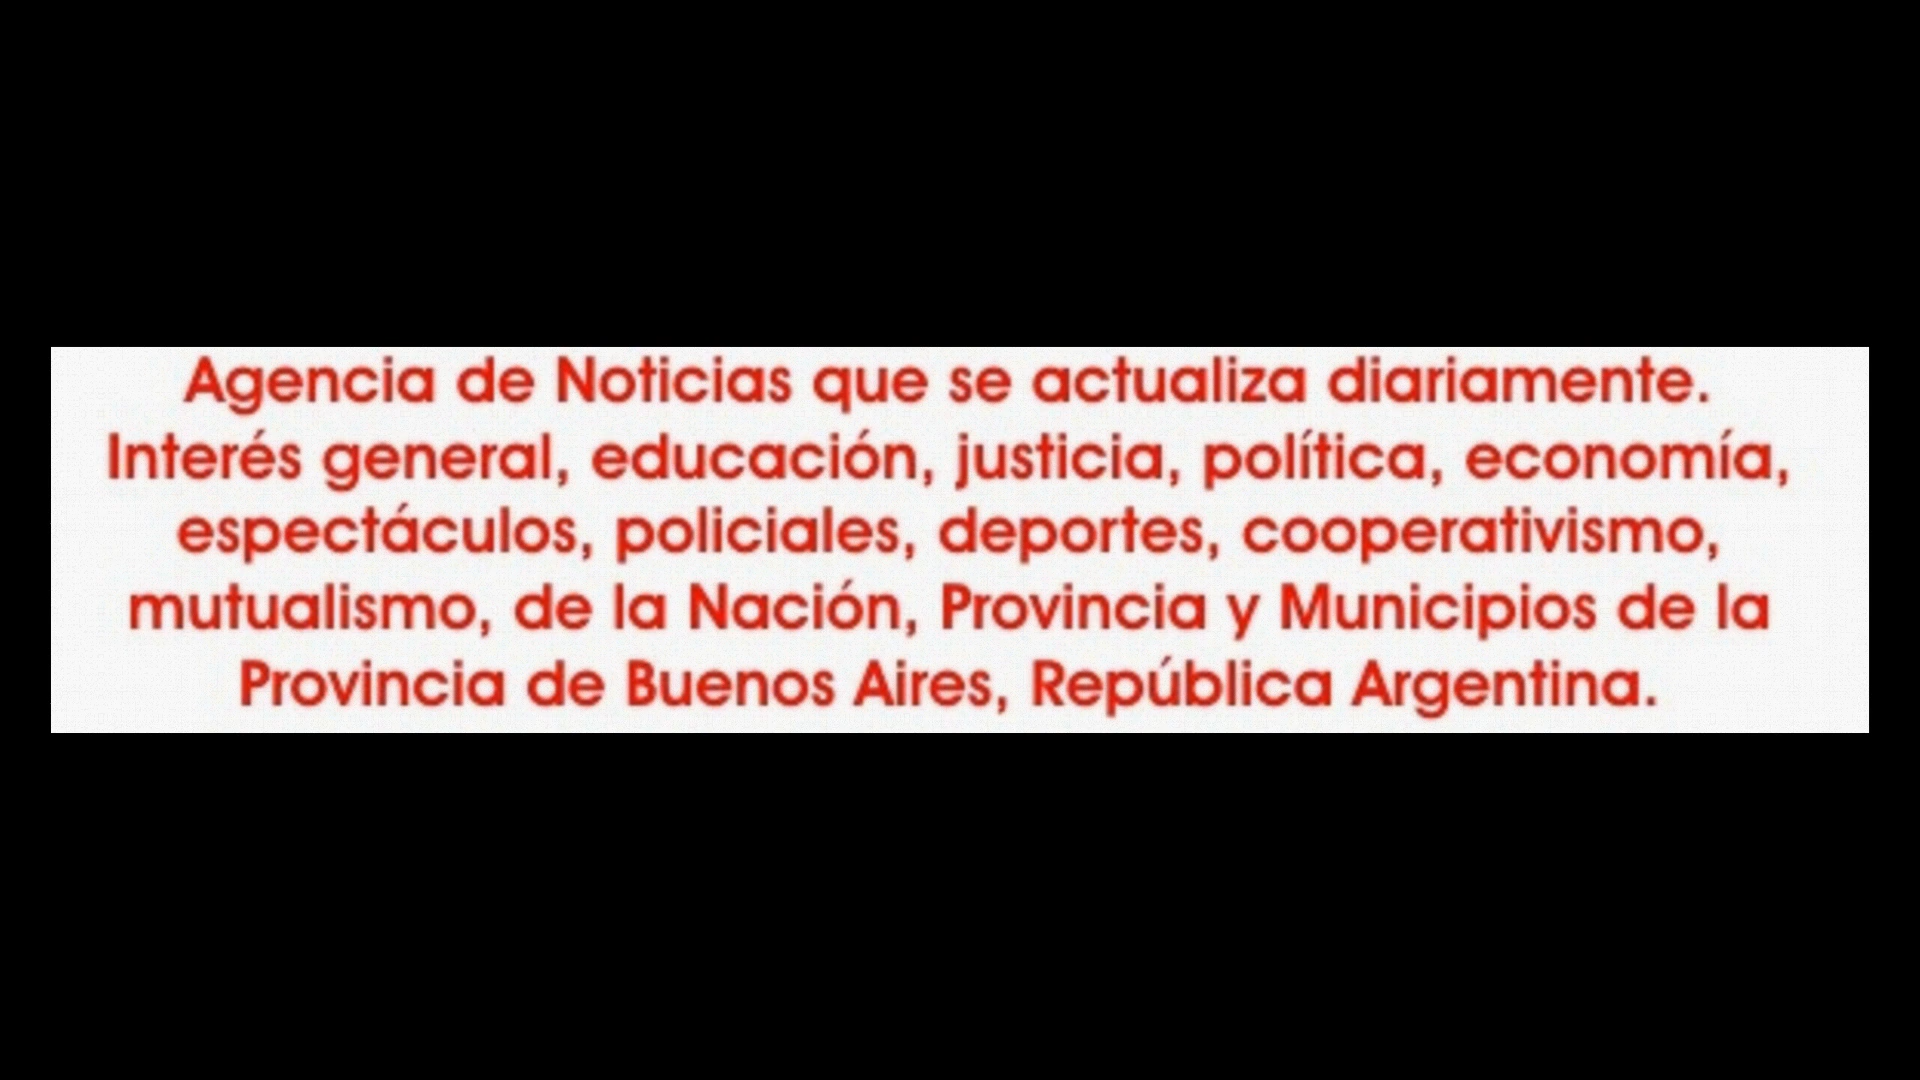 Agencia de Noticias que se actualiza diariamente.
Interés general, educación, justicia, política, economía,
espectáculos, policiales, deportes, cooperativismo,
mutualismo, de la Nación, Provincia y Municipios de la
Provincia de Buenos Aires, República Argentina.